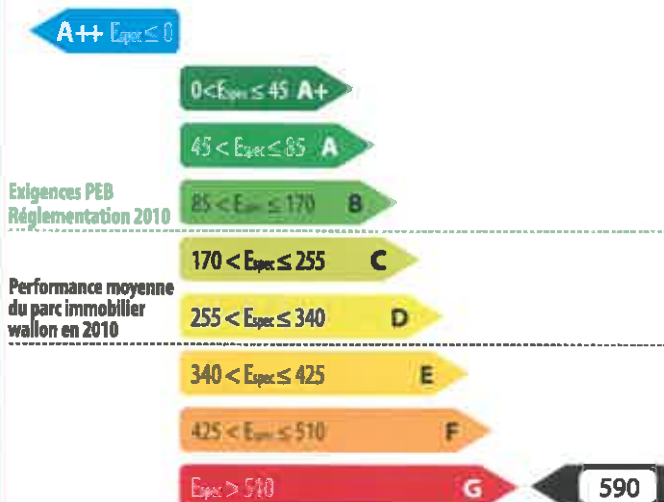 A++ Espec ≤ 0
0 < Espec ≤ 45 A+
45 < Espec ≤ 85 A
Exigences PEB
Réglementation 2010
85 < Espec ≤ 170 B
170 < Espec ≤ 255 C
Performance moyenne
du parc immobilier
wallon en 2010
255 < Espec ≤ 340 D
340 < Espec ≤ 425 E
425 < Espec ≤ 510 F
Espec > 510 G
590